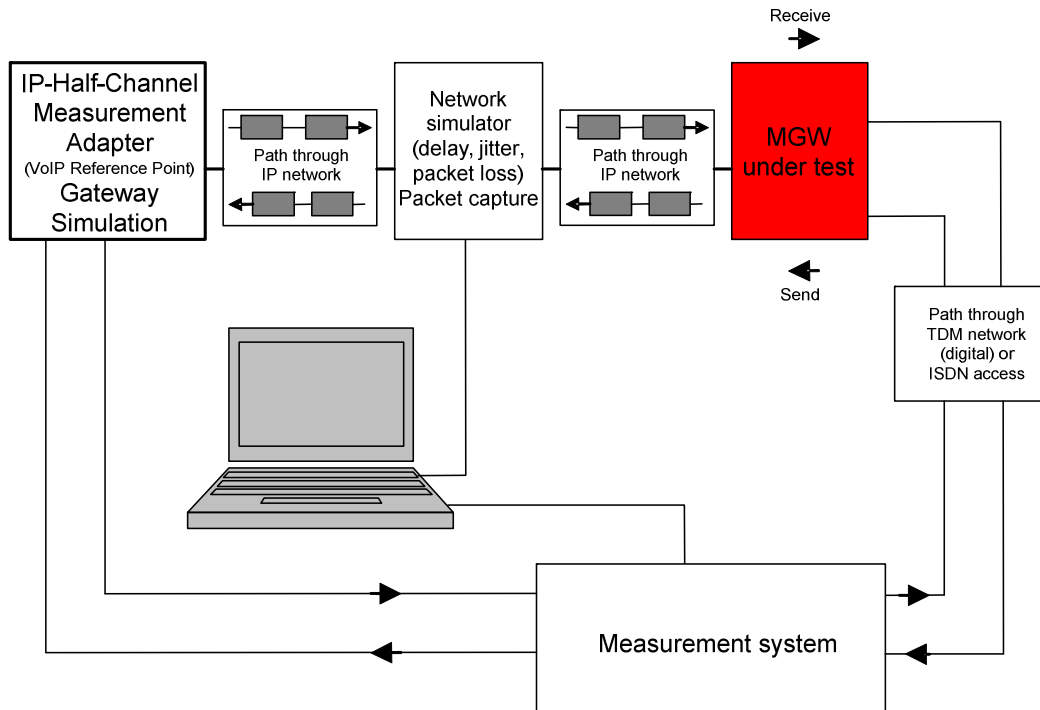 Receive
IP-Half-Channel
Measurement
Adapter
(VoIP Reference Point)
Gateway
Simulation
Path through
IP network
Network
simulator
(delay, jitter,
packet loss)
Packet capture
Path through
IP network
MGW
under test
Send
Path through
TDM network
(digital) or
ISDN access
Measurement system